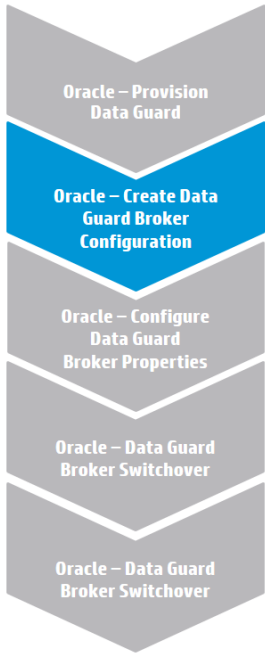 Oracle – Provision
Data Guard
Oracle – Create Data
Guard Broker
Configuration
Oracle – Configure
Data Guard
Broker Properties
Oracle – Data Guard
Broker Switchover
Oracle – Data Guard
Broker Switchover